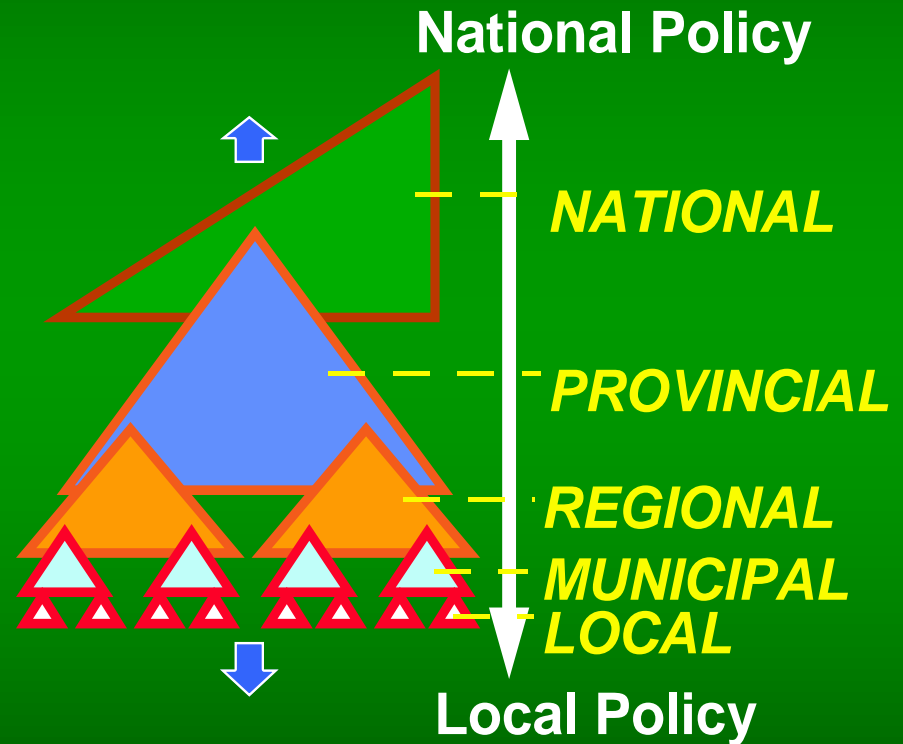 National Policy
NATIONAL
PROVINCIAL
REGIONAL
MUNICIPAL
LOCAL
Local Policy